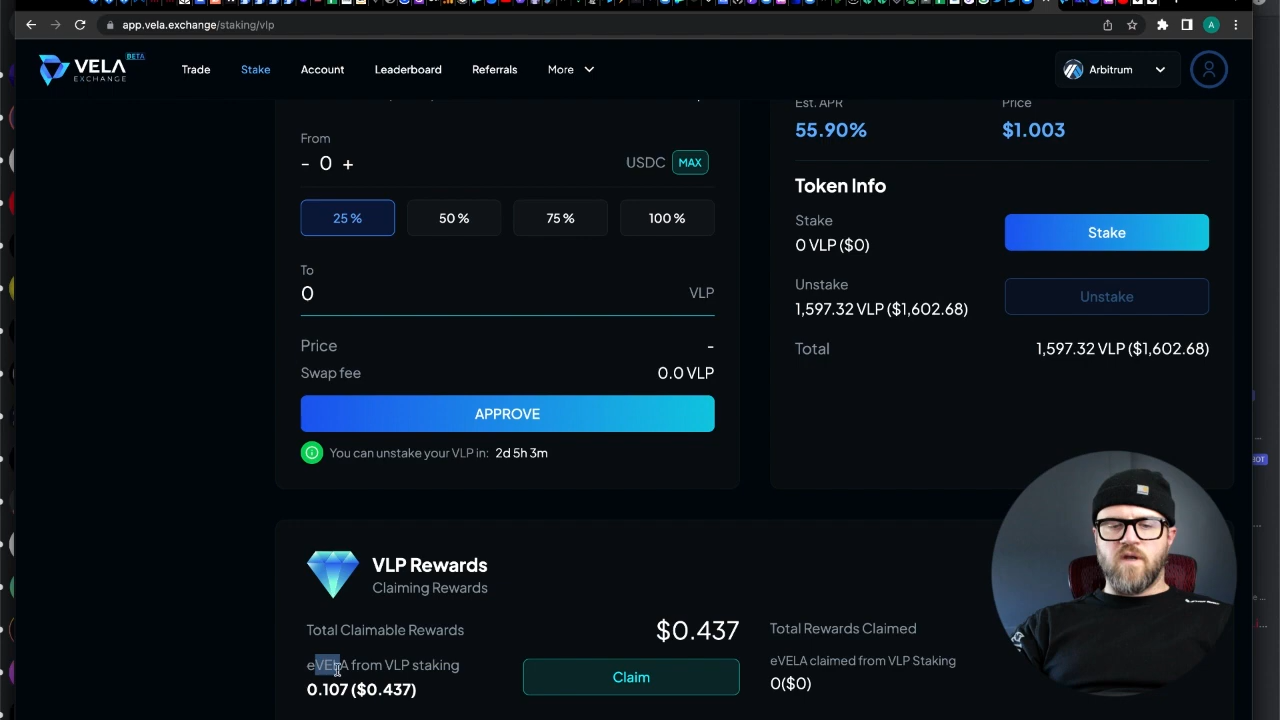 app.vela.exchange/staking/vlp
VELA BETA
EXCHANGE
Trade
Stake
Account
Leaderboard
Referrals
More
Arbitrum
A
From
- 0 +
USDC
MAX
25 %
50 %
75 %
100 %
To
0
VLP
Price
-
Swap fee
0.0 VLP
APPROVE
You can unstake your VLP in: 2d 5h 3m
Est. APR
Price
55.90%
$1.003
Token Info
Stake
0 VLP ($0)
Stake
Unstake
1,597.32 VLP ($1,602.68)
Unstake
Total
1,597.32 VLP ($1,602.68)
VLP Rewards
Claiming Rewards
Total Claimable Rewards
$0.437
eVELA from VLP staking
0.107 ($0.437)
Claim
Total Rewards Claimed
eVELA claimed from VLP Staking
0($0)